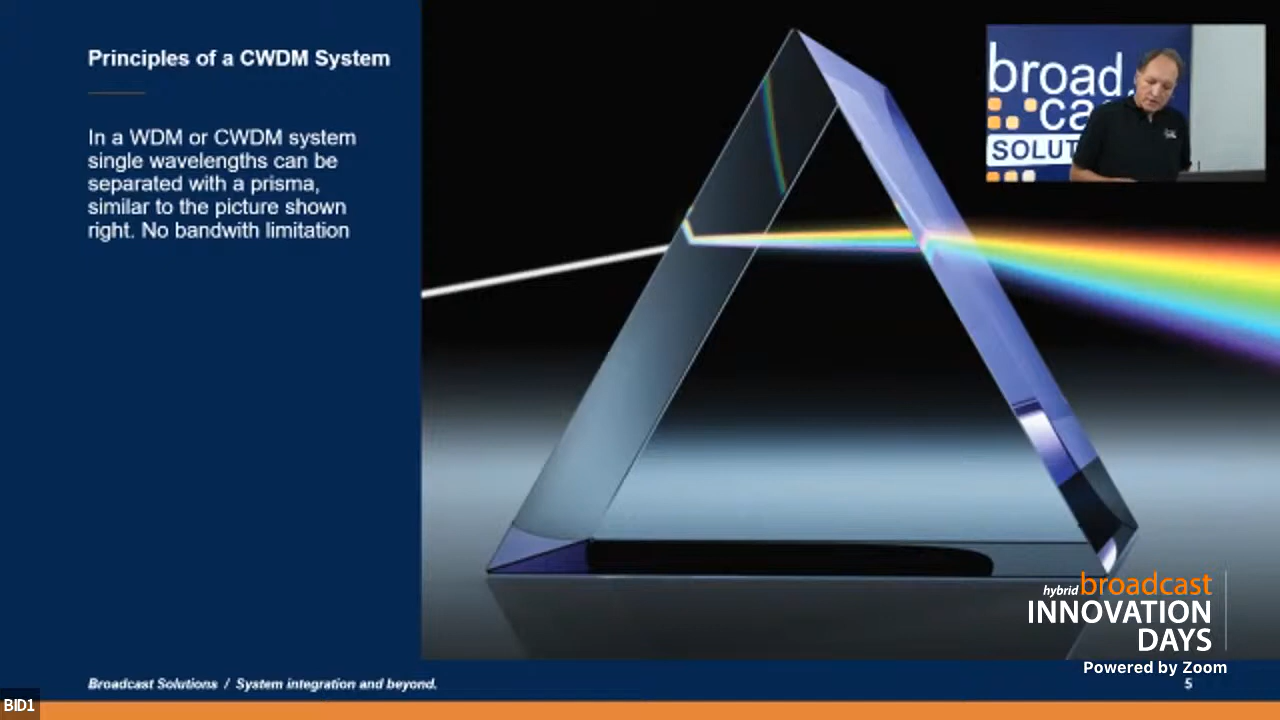 Principles of a CWDM System
In a WDM or CWDM system
single wavelengths can be
separated with a prisma,
similar to the picture shown
right. No bandwith limitation
broad.
ca
SOLUT
hybrid broadcast
INNOVATION
DAYS
Powered by Zoom
Broadcast Solutions / System integration and beyond.
5
BID1